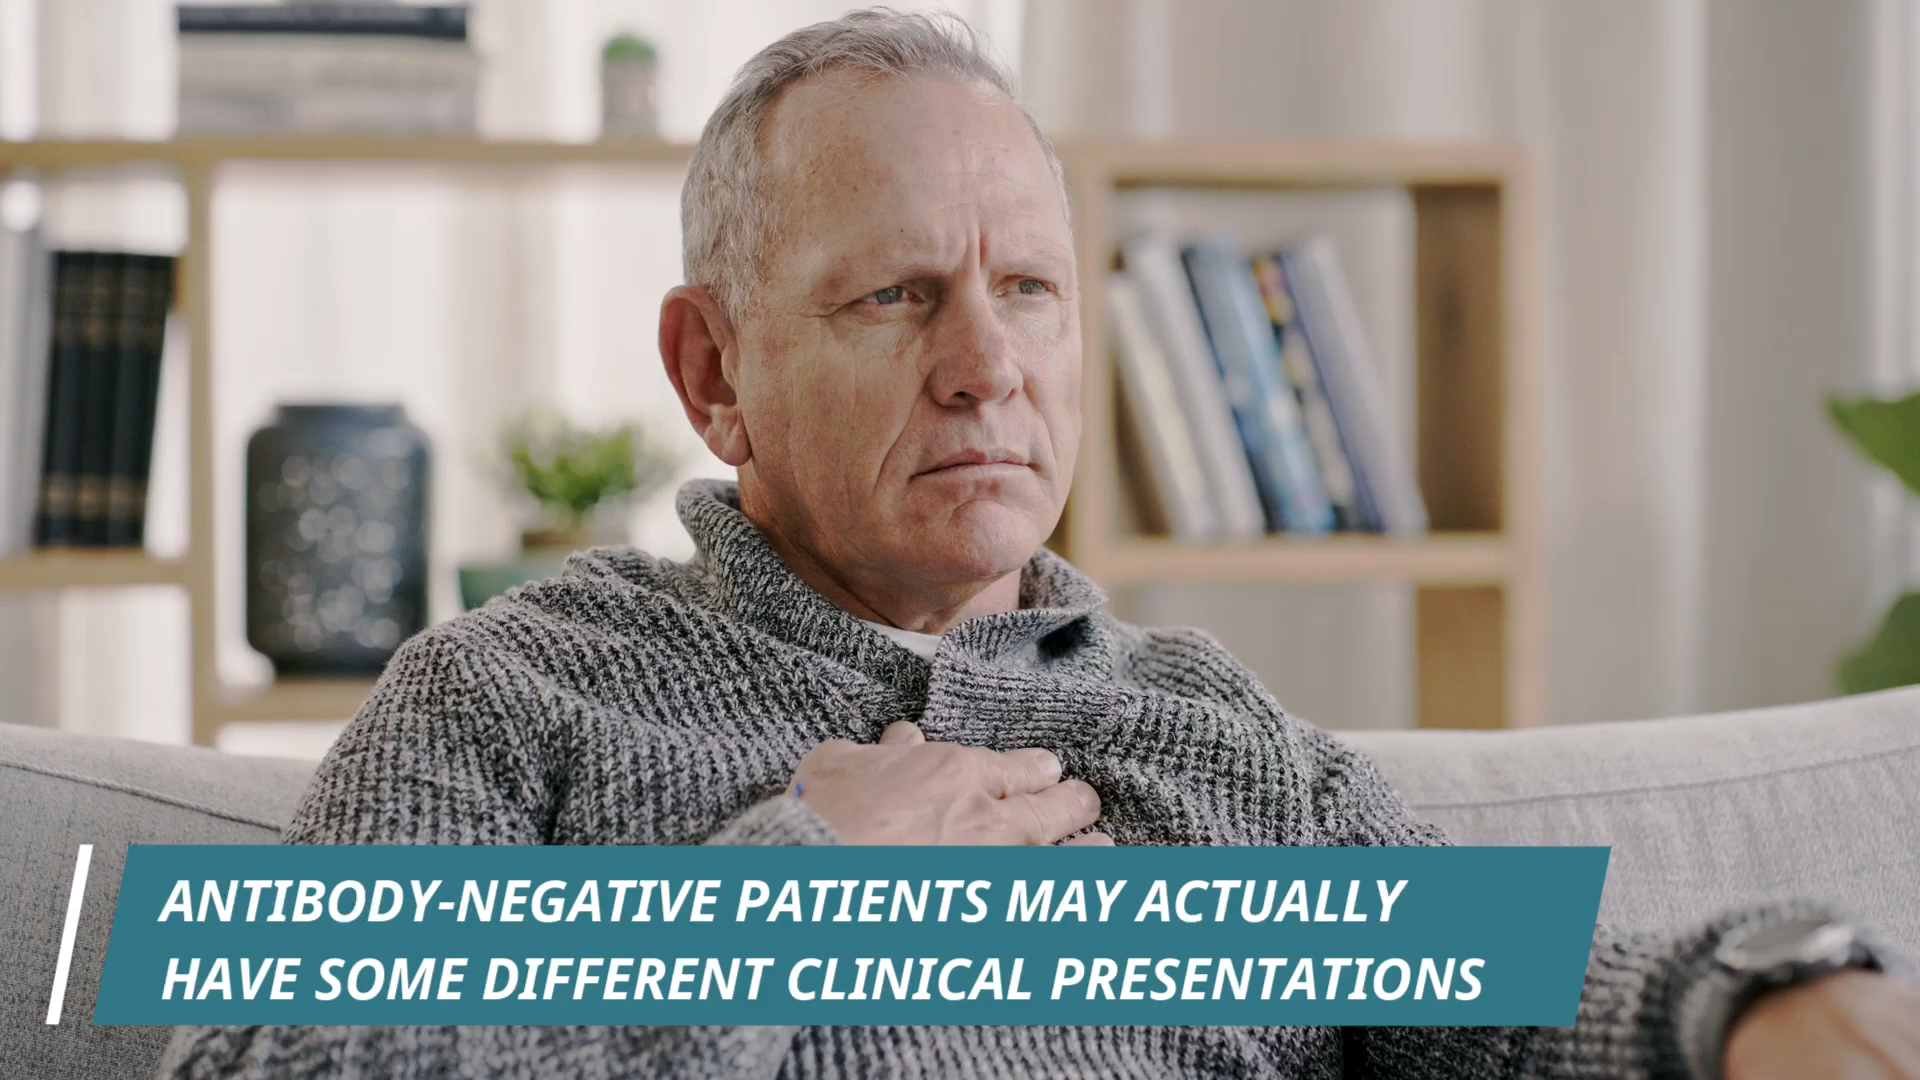 ANTIBODY-NEGATIVE PATIENTS MAY ACTUALLY
HAVE SOME DIFFERENT CLINICAL PRESENTATIONS